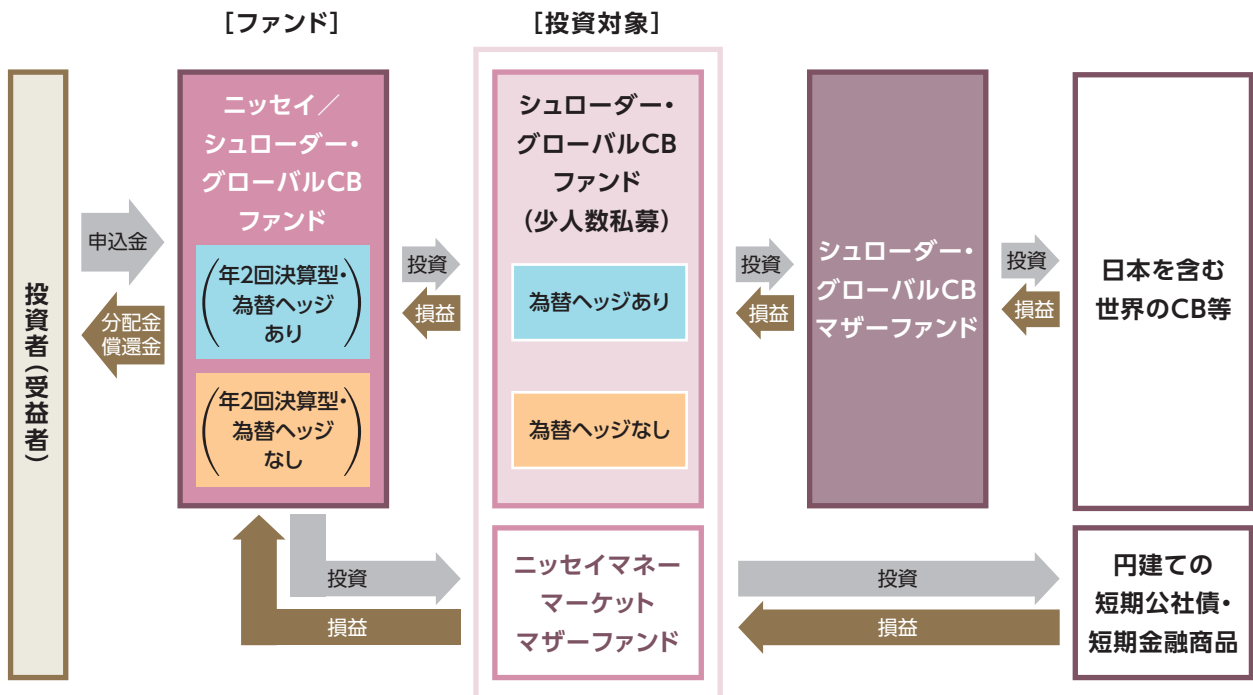 ［ファンド］
［投資対象］
投資者（受益者）
申込金
分配金
償還金
ニッセイ／
シュローダー・
グローバルCB
ファンド
（年2回決算型・
為替ヘッジ
あり）
（年2回決算型・
為替ヘッジ
なし）
投資
損益
シュローダー・
グローバルCB
ファンド
（少人数私募）
為替ヘッジあり
為替ヘッジなし
投資
損益
シュローダー・
グローバルCB
マザーファンド
投資
損益
日本を含む
世界のCB等
投資
損益
ニッセイマネー
マーケット
マザーファンド
投資
損益
円建ての
短期公社債・
短期金融商品